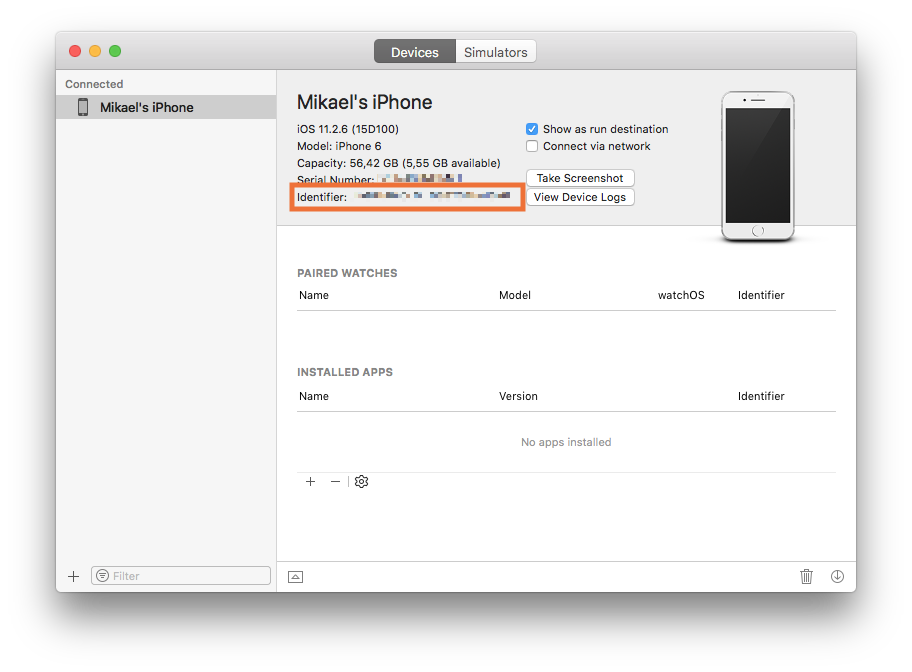 Devices Simulators
Connected
Mikael's iPhone
Mikael's iPhone
iOS 11.2.6 (15D100)
Model: iPhone 6
Capacity: 56,42 GB (5,55 GB available)
Serial Number:
Identifier:
Show as run destination
Connect via network
Take Screenshot
View Device Logs
PAIRED WATCHES
Name Model watchOS Identifier
INSTALLED APPS
Name Version Identifier
No apps installed
Filter